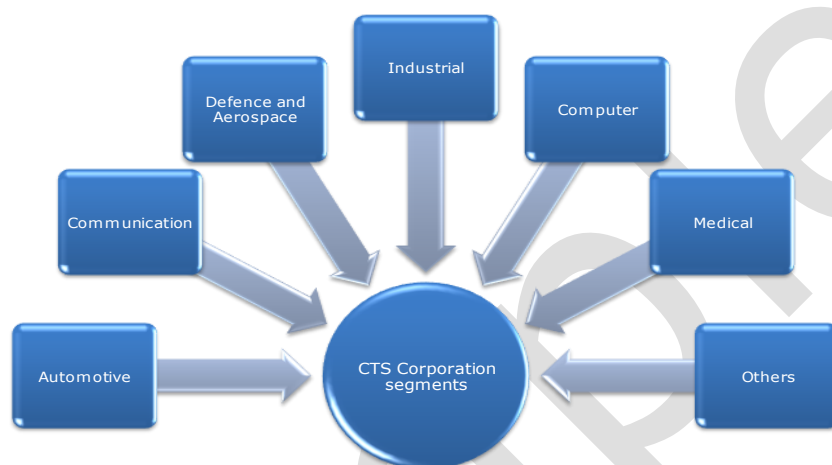 Industrial
Defence and
Aerospace
Computer
Communication
Medical
Automotive
CTS Corporation
segments
Others